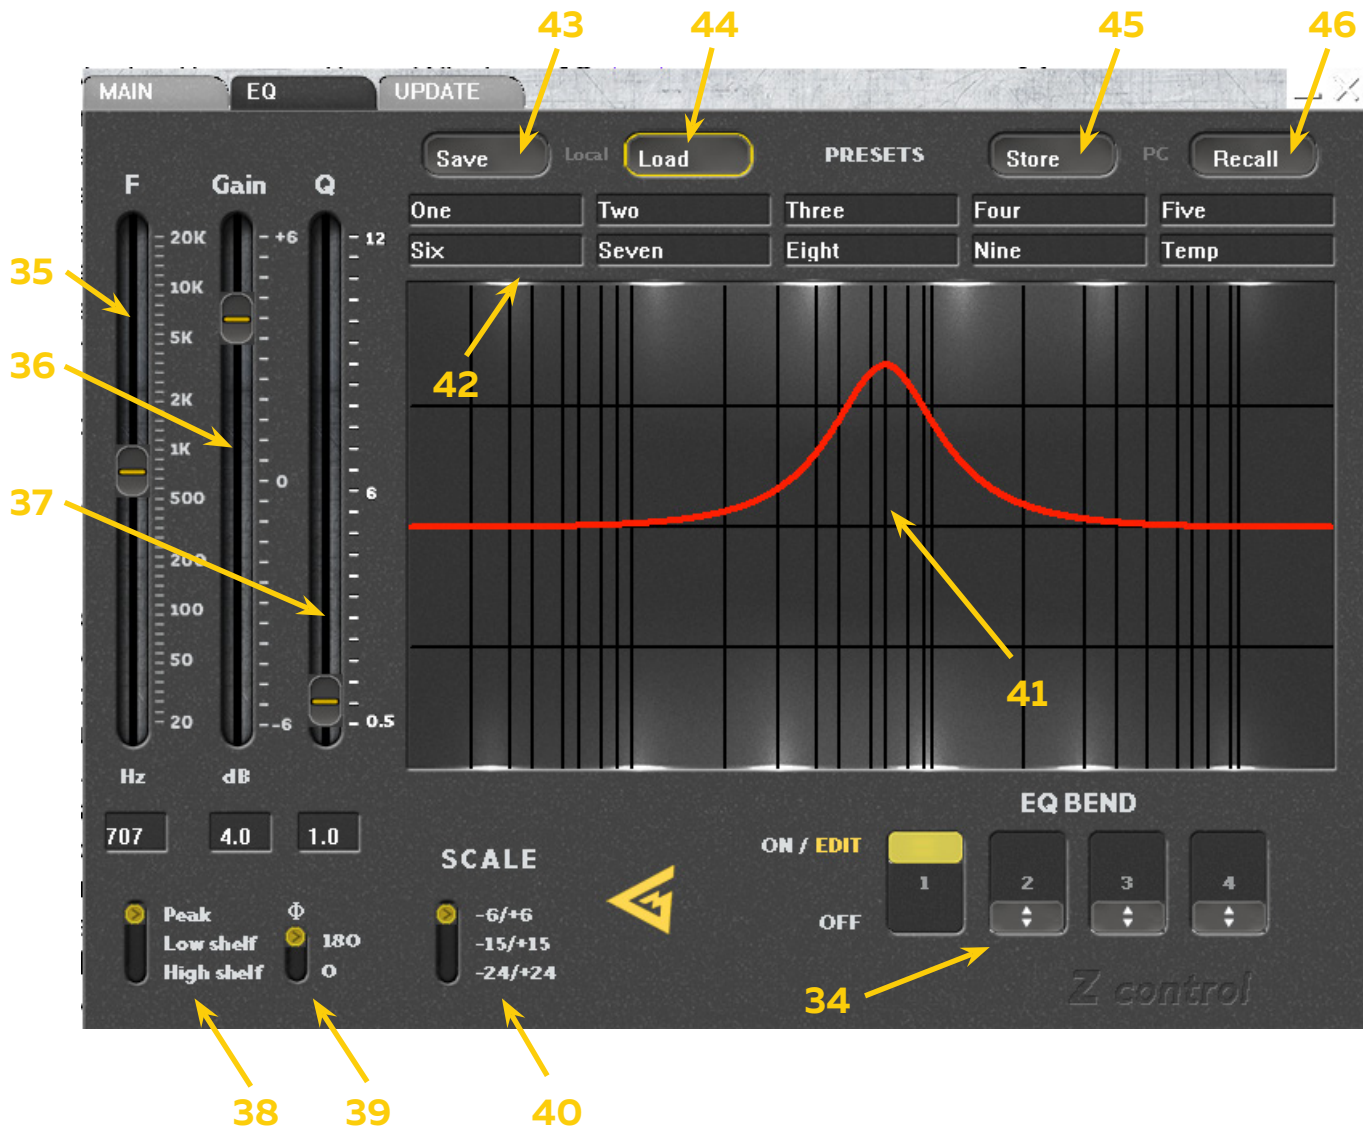 43 44 45 46
MAIN EQ UPDATE
Save Local Load PRESETS Store PC Recall
F Gain Q
One Two Three Four Five
Six Seven Eight Nine Temp
20K +6 12
35
10K
5K
36
42
2K
1K
0
6
500
37
200
100
50
41
20 -6 0.5
Hz dB
EQ BEND
707 4.0 1.0
ON / EDIT
SCALE
1 2 3 4
Peak Φ -6/+6
OFF
Low shelf 180 -15/+15
High shelf 0 -24/+24
Z control
34
38 39 40